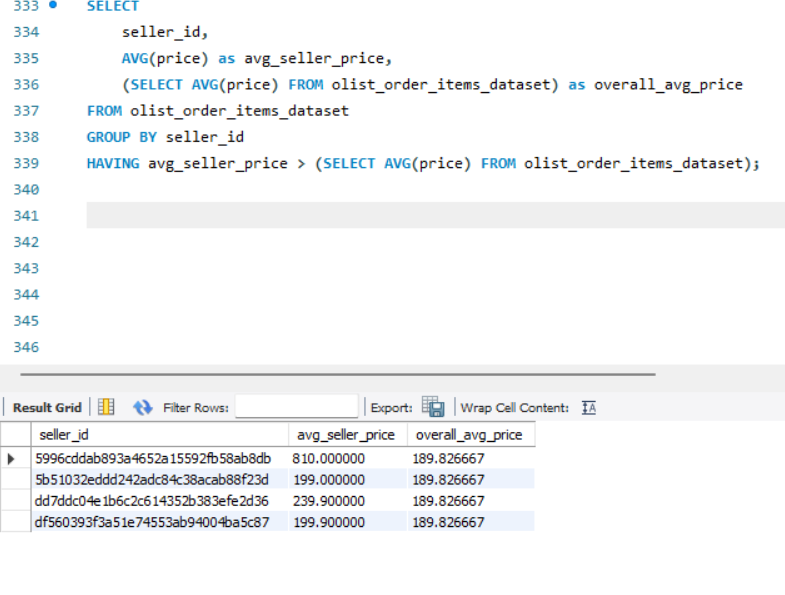 333 SELECT
334 seller_id,
335 AVG(price) as avg_seller_price,
336 (SELECT AVG(price) FROM olist_order_items_dataset) as overall_avg_price
337 FROM olist_order_items_dataset
338 GROUP BY seller_id
339 HAVING avg_seller_price > (SELECT AVG(price) FROM olist_order_items_dataset);
340
341
342
343
344
345
346
Result Grid Filter Rows: Export: Wrap Cell Content: IA
seller_id avg_seller_price overall_avg_price
5996cddab893a4652a15592fb58ab8db 810.000000 189.826667
5b51032eddd242adc84c38acab88f23d 199.000000 189.826667
dd7ddc04e1b6c2c614352b383efe2d36 239.900000 189.826667
df560393f3a51e74553ab94004ba5c87 199.900000 189.826667